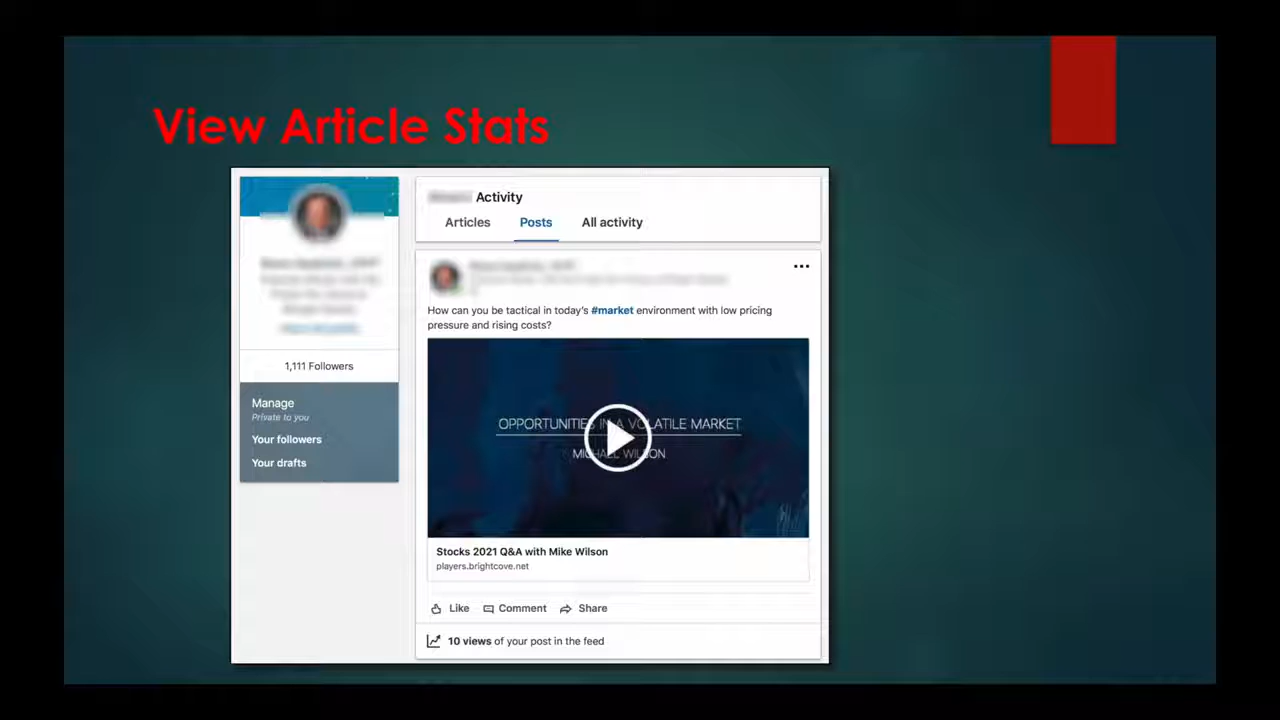 View Article Stats
Activity
Articles Posts All activity
How can you be tactical in today's #market environment with low pricing
pressure and rising costs?
1,111 Followers
Manage
Private to you
Your followers
Your drafts
OPPORTUNITIES IN A VOLATILE MARKET
MICHAEL WILSON
Stocks 2021 Q&A with Mike Wilson
players.brightcove.net
Like Comment Share
10 views of your post in the feed